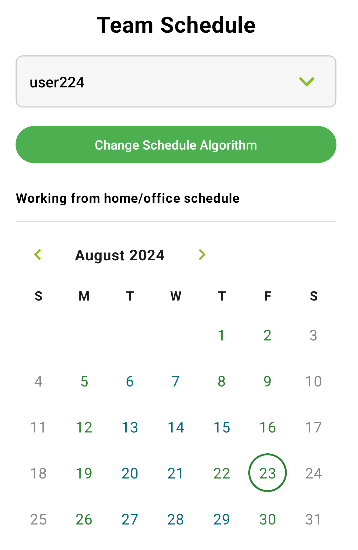 Team Schedule
user224
Change Schedule Algorithm
Working from home/office schedule
August 2024
S M T W T F S
1 2 3
4 5 6 7 8 9 10
11 12 13 14 15 16 17
18 19 20 21 22 23 24
25 26 27 28 29 30 31